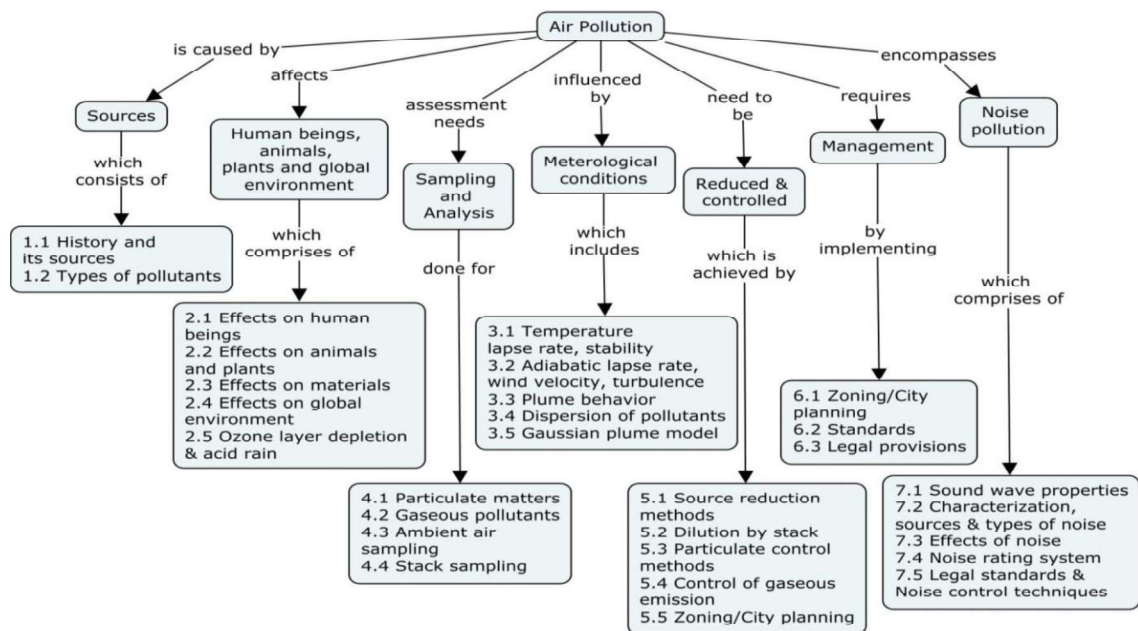 Air Pollution
is caused by
affects
assessment
needs
influenced
by
need to
be
requires
encompasses
Sources
Human beings,
animals,
plants and global
environment
Sampling
and
Analysis
Meterological
conditions
Reduced &
controlled
Management
Noise
pollution
which
consists of
which
comprises of
done for
which
includes
which is
achieved by
by
implementing
which
comprises of
1.1 History and
its sources
1.2 Types of pollutants
2.1 Effects on human
beings
2.2 Effects on animals
and plants
2.3 Effects on materials
2.4 Effects on global
environment
2.5 Ozone layer depletion
& acid rain
3.1 Temperature
lapse rate, stability
3.2 Adiabatic lapse rate,
wind velocity, turbulence
3.3 Plume behavior
3.4 Dispersion of pollutants
3.5 Gaussian plume model
6.1 Zoning/City
planning
6.2 Standards
6.3 Legal provisions
4.1 Particulate matters
4.2 Gaseous pollutants
4.3 Ambient air
sampling
4.4 Stack sampling
5.1 Source reduction
methods
5.2 Dilution by stack
5.3 Particulate control
methods
5.4 Control of gaseous
emission
5.5 Zoning/City planning
7.1 Sound wave properties
7.2 Characterization,
sources & types of noise
7.3 Effects of noise
7.4 Noise rating system
7.5 Legal standards &
Noise control techniques